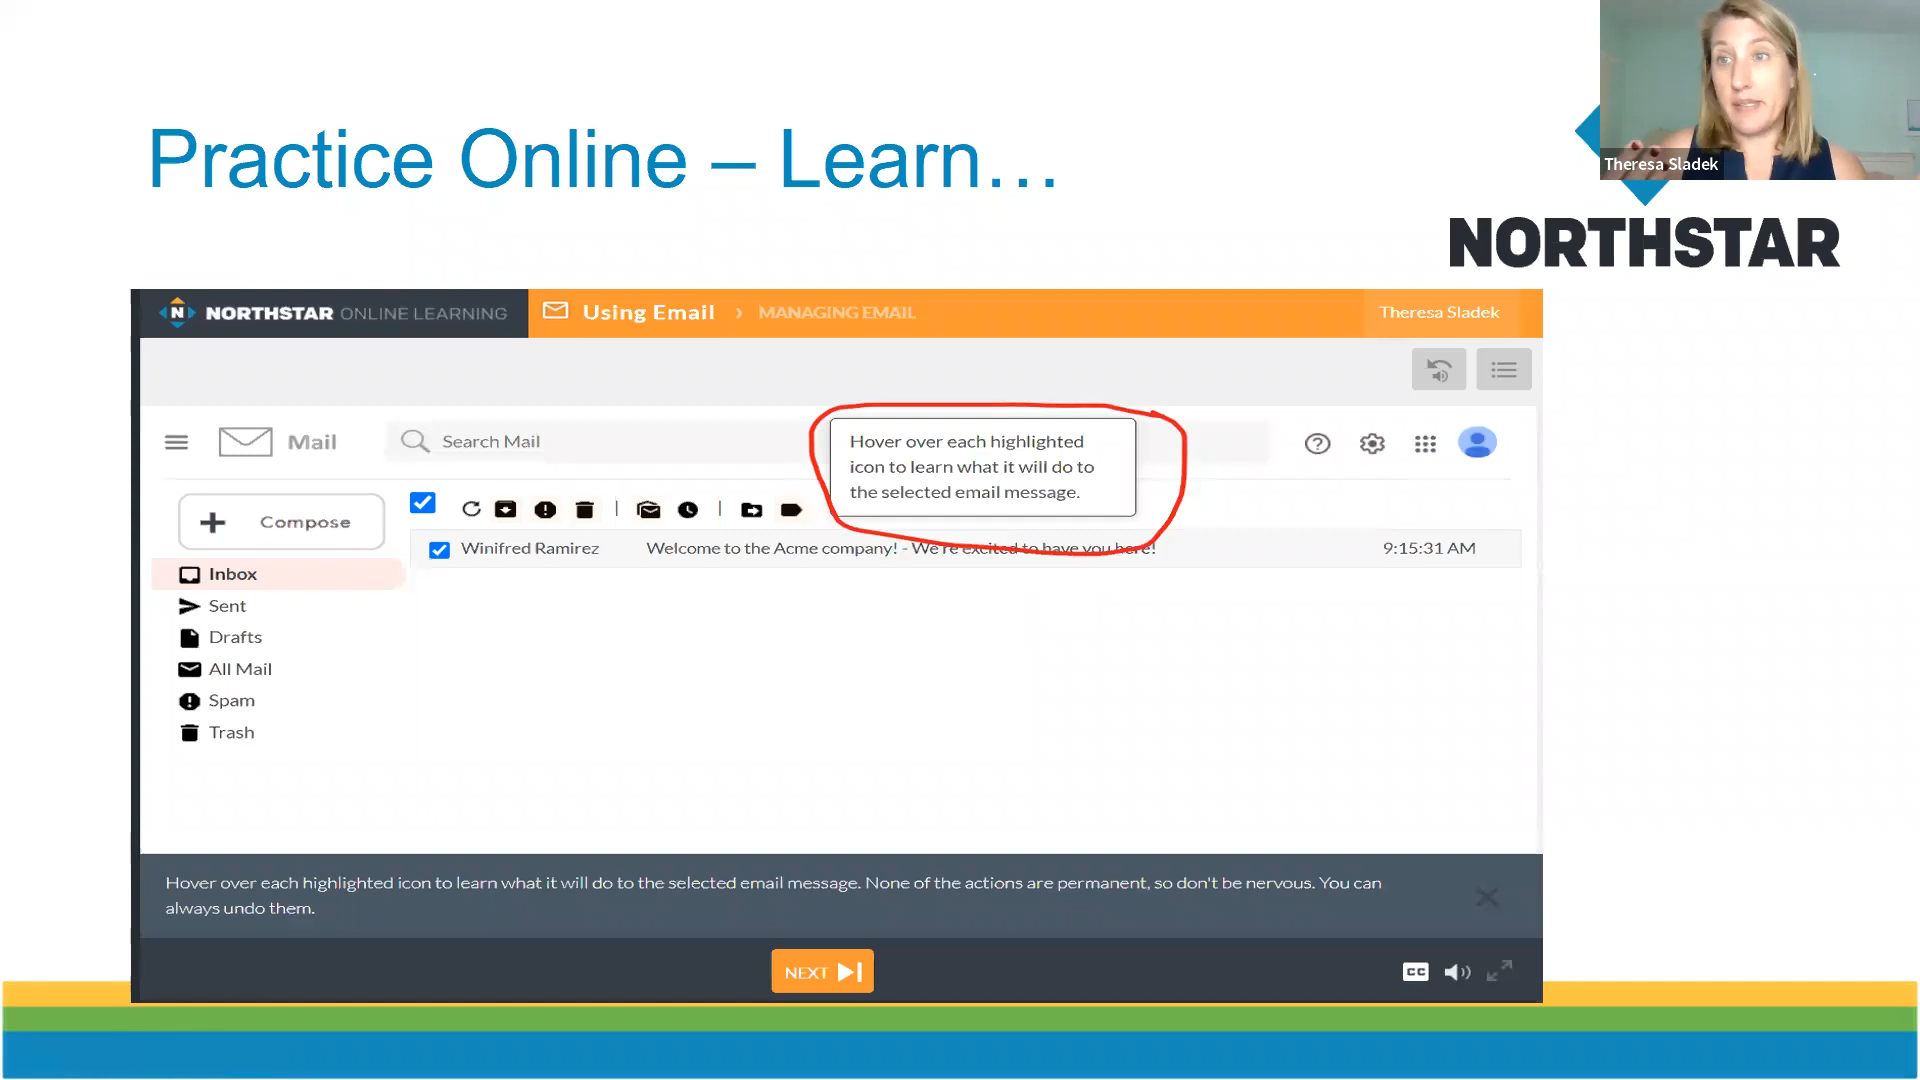 Practice Online – Learn...
Theresa Sladek
NORTHSTAR
N NORTHSTAR ONLINE LEARNING
Using Email › MANAGING EMAIL
Theresa Sladek
Mail
Search Mail
Hover over each highlighted
icon to learn what it will do to
the selected email message.
+ Compose
Winifred Ramirez Welcome to the Acme company! - We're excited to have you here! 9:15:31 AM
Inbox
Sent
Drafts
All Mail
Spam
Trash
Hover over each highlighted icon to learn what it will do to the selected email message. None of the actions are permanent, so don't be nervous. You can
always undo them.
NEXT
CC